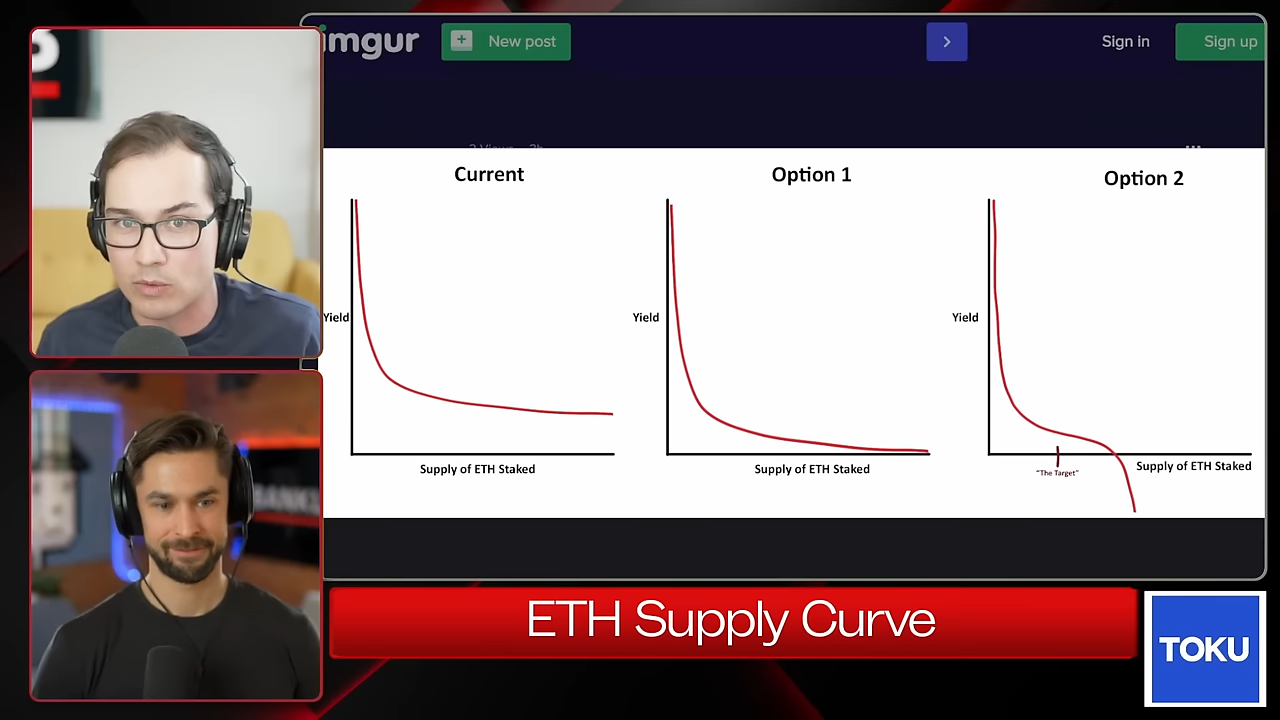 imgur
New post
Sign in
Sign up
Current
Option 1
Option 2
Yield
Yield
Yield
Supply of ETH Staked
Supply of ETH Staked
"The Target"
Supply of ETH Staked
ETH Supply Curve
TOKU